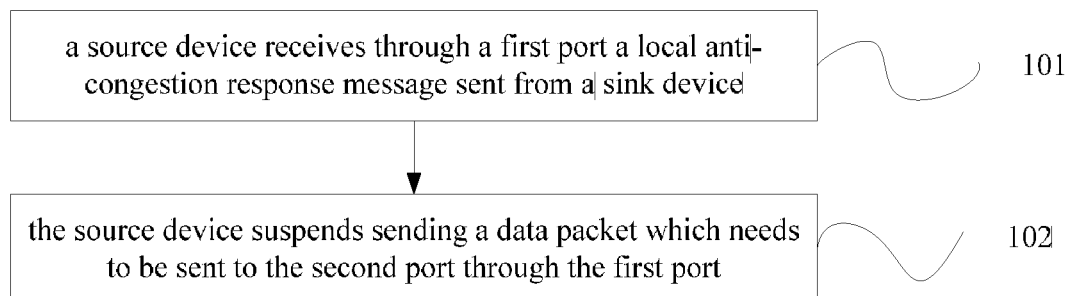 a source device receives through a first port a local anti-
congestion response message sent from a sink device
101
the source device suspends sending a data packet which needs
to be sent to the second port through the first port
102